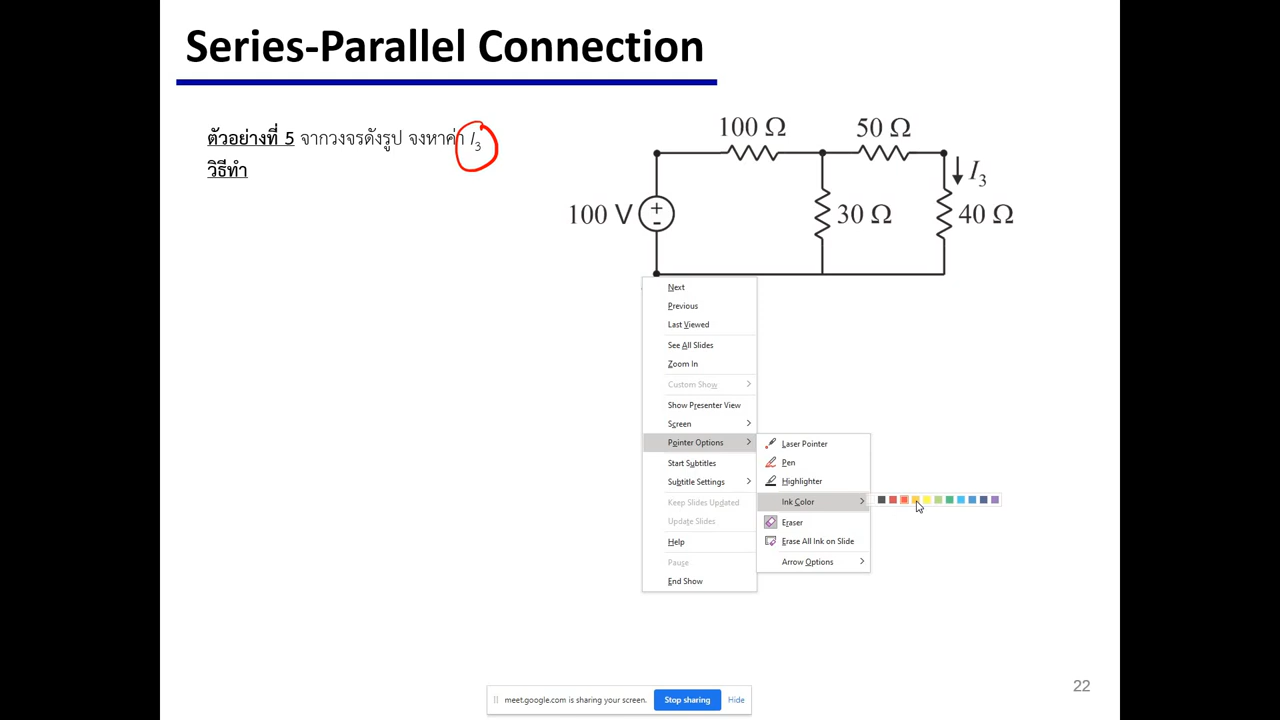 Series-Parallel Connection
ตัวอย่างที่ 5 จากวงจรดังรูป จงหาค่า I3
วิธีทำ
100 Ω
50 Ω
I3
100 V
+
-
30 Ω
40 Ω
Next
Previous
Last Viewed
See All Slides
Zoom In
Custom Show
Show Presenter View
Screen
Pointer Options
Start Subtitles
Subtitle Settings
Keep Slides Updated
Update Slides
Help
Pause
End Show
Laser Pointer
Pen
Highlighter
Ink Color
Eraser
Erase All Ink on Slide
Arrow Options
22
meet.google.com is sharing your screen.
Stop sharing
Hide